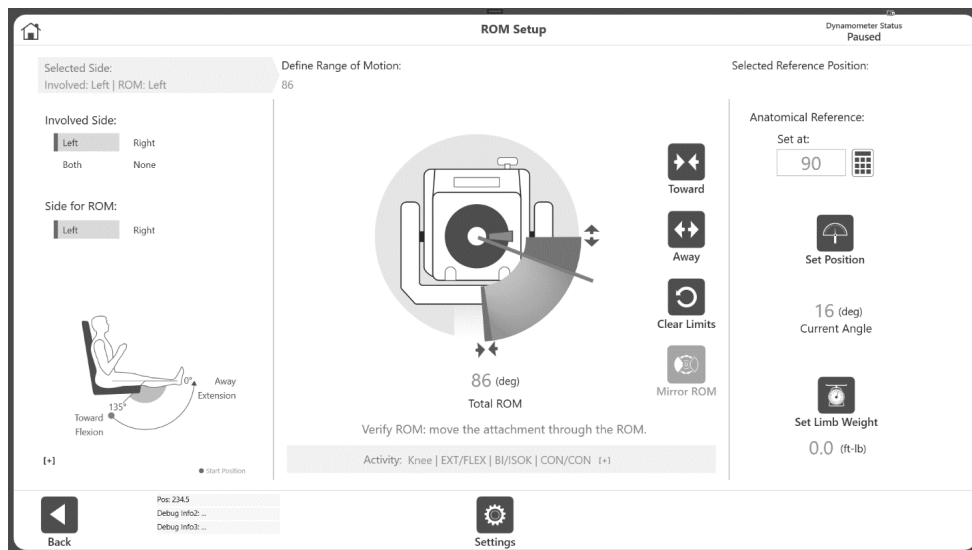 ROM Setup
Dynamometer Status
Paused
Selected Side:
Involved: Left | ROM: Left
Define Range of Motion:
86
Selected Reference Position:
Involved Side:
Left Right
Both None
Side for ROM:
Left Right
0°
Away
Extension
135°
Toward
Flexion
[+]
Start Position
Toward
Away
Clear Limits
Mirror ROM
86 (deg)
Total ROM
Verify ROM: move the attachment through the ROM.
Activity: Knee | EXT/FLEX | BI/ISOK | CON/CON [+]
Anatomical Reference:
Set at:
90
Set Position
16 (deg)
Current Angle
Set Limb Weight
0.0 (ft-lb)
Back
Pos: 234.5
Debug Info2: ...
Debug Info3: ...
Settings